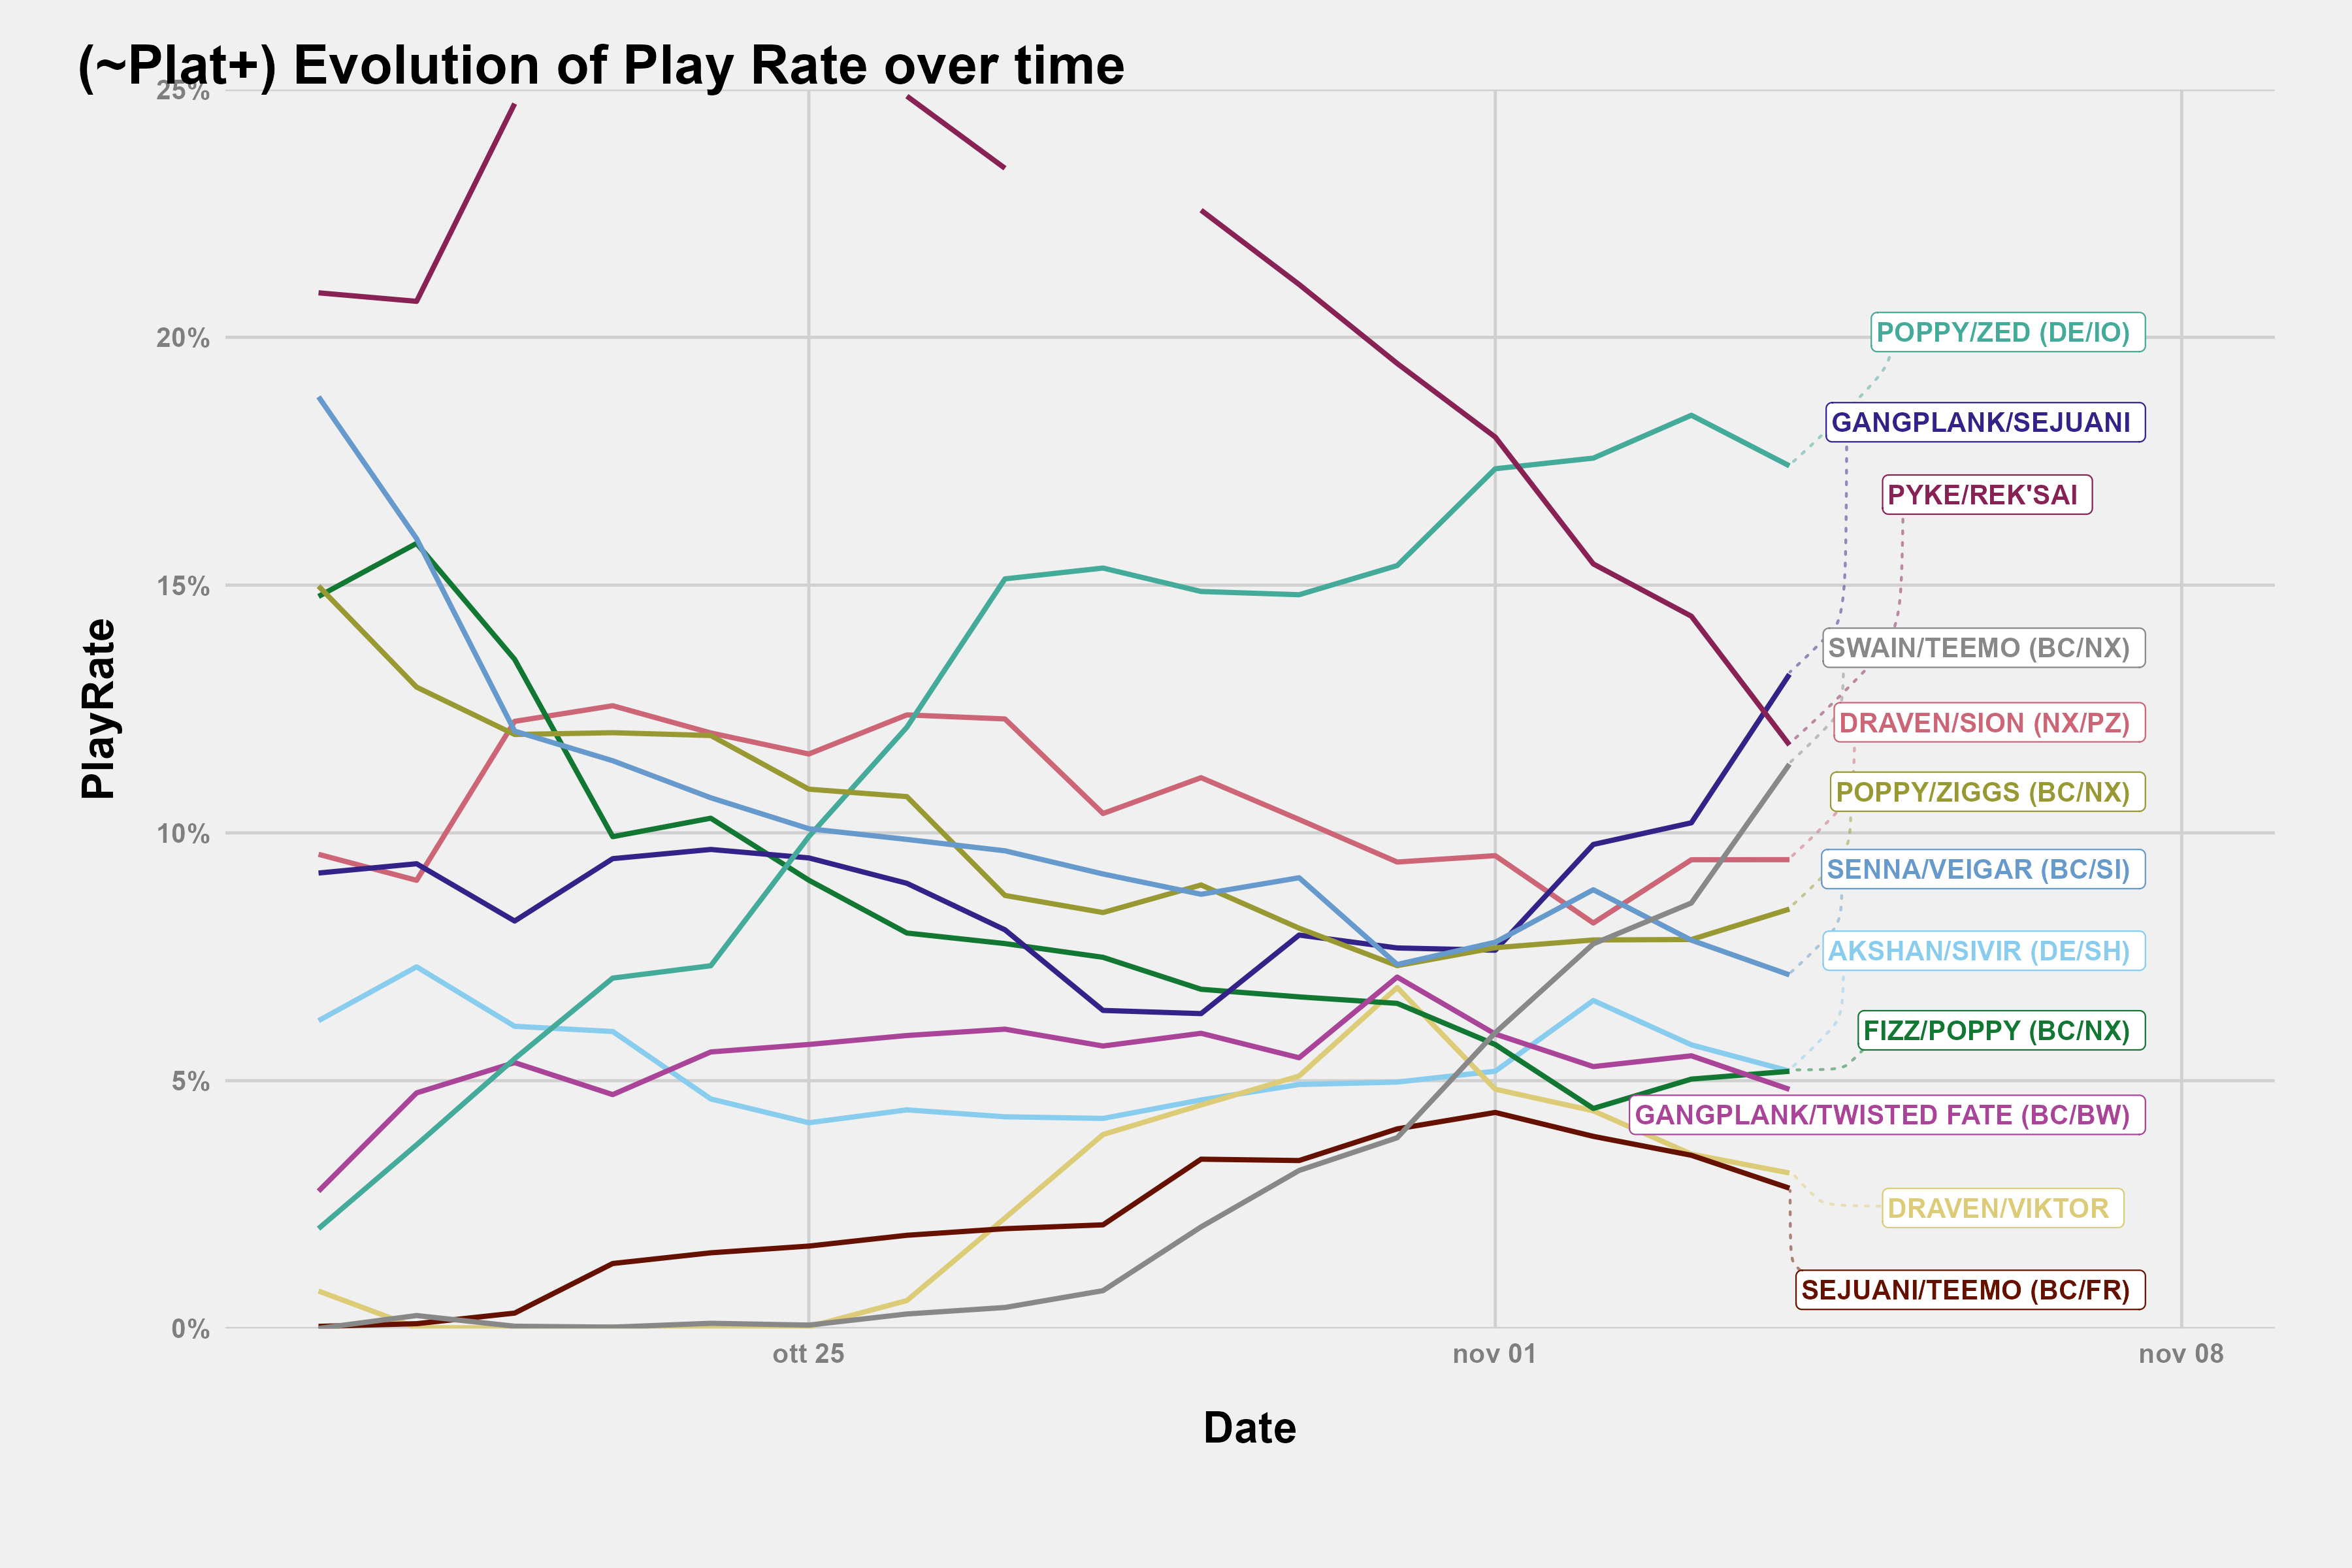 (~Plat+) Evolution of Play Rate over time
25%
20%
15%
10%
5%
0%
PlayRate
POPPY/ZED (DE/IO)
GANGPLANK/SEJUANI
PYKE/REK'SAI
SWAIN/TEEMO (BC/NX)
DRAVEN/SION (NX/PZ)
POPPY/ZIGGS (BC/NX)
SENNA/VEIGAR (BC/SI)
AKSHAN/SIVIR (DE/SH)
FIZZ/POPPY (BC/NX)
GANGPLANK/TWISTED FATE (BC/BW)
DRAVEN/VIKTOR
SEJUANI/TEEMO (BC/FR)
ott 25
nov 01
nov 08
Date